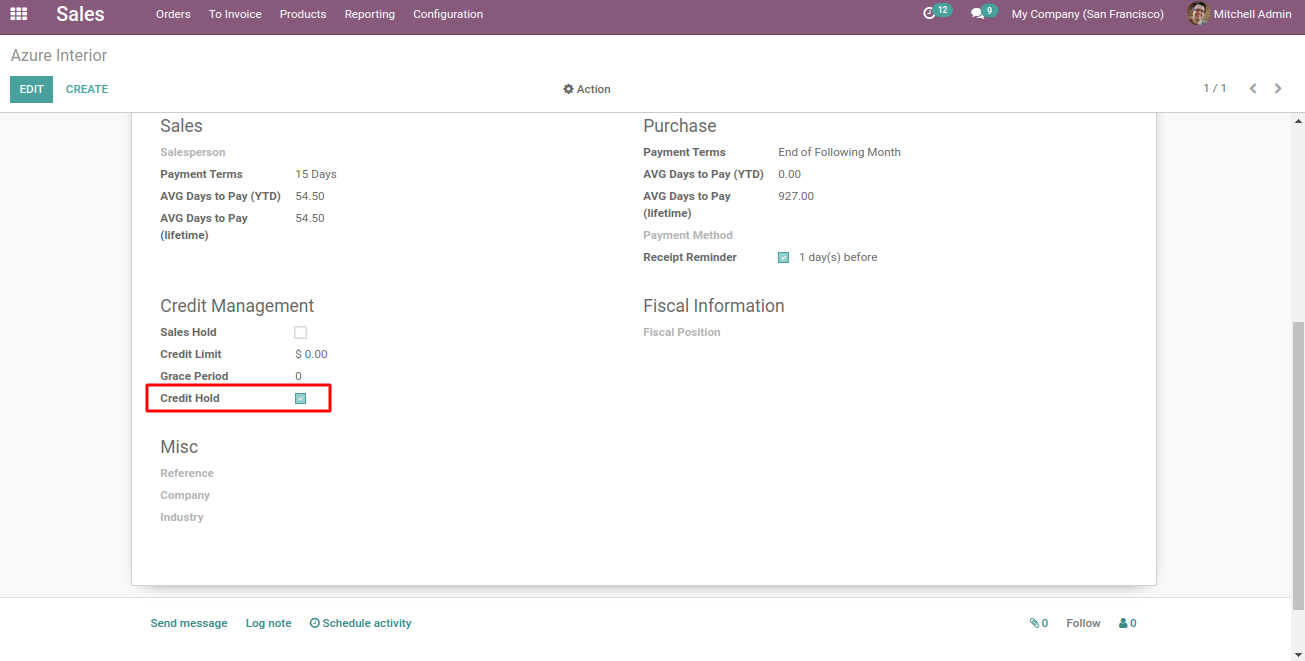 Sales Orders To Invoice Products Reporting Configuration 12 9 My Company (San Francisco) Mitchell Admin
Azure Interior
EDIT CREATE Action 1 / 1
Sales
Salesperson
Payment Terms 15 Days
AVG Days to Pay (YTD) 54.50
AVG Days to Pay 54.50
(lifetime)
Purchase
Payment Terms End of Following Month
AVG Days to Pay (YTD) 0.00
AVG Days to Pay 927.00
(lifetime)
Payment Method
Receipt Reminder 1 day(s) before
Credit Management
Sales Hold
Credit Limit $ 0.00
Grace Period 0
Credit Hold
Fiscal Information
Fiscal Position
Misc
Reference
Company
Industry
Send message Log note Schedule activity 0 Follow 0